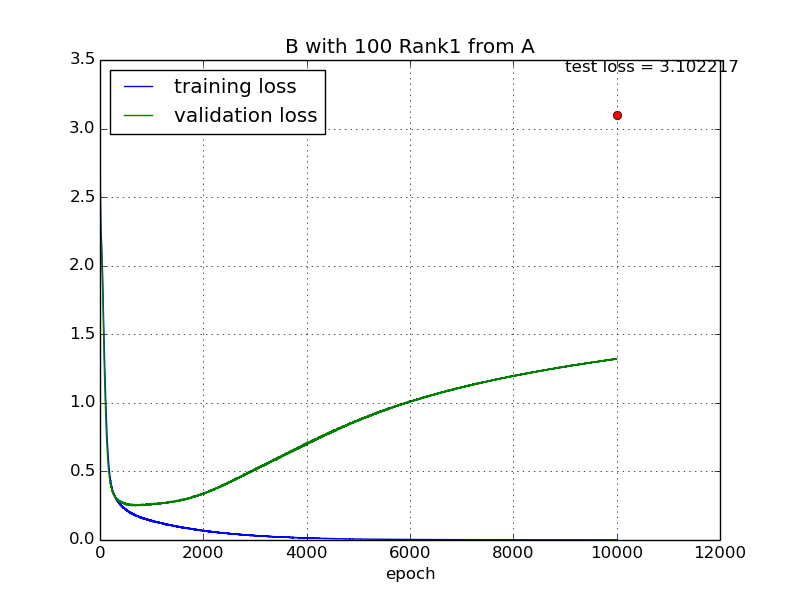 B with 100 Rank1 from A
test loss = 3.102217
training loss
validation loss
3.5
3.0
2.5
2.0
1.5
1.0
0.5
0.0
0 2000 4000 6000 8000 10000 12000
epoch